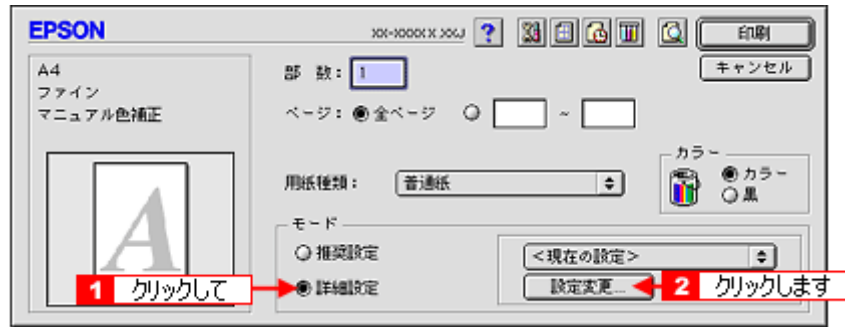 EPSON
XX-XXXXX X.XXJ ? 印刷
キャンセル
A4
ファイン
マニュアル色補正
部 数: 1
ページ: 全ページ ~
用紙種類: 普通紙
カラー
カラー
黒
A
モード
推奨設定
詳細設定
<現在の設定>
設定変更...
1 クリックして
2 クリックします